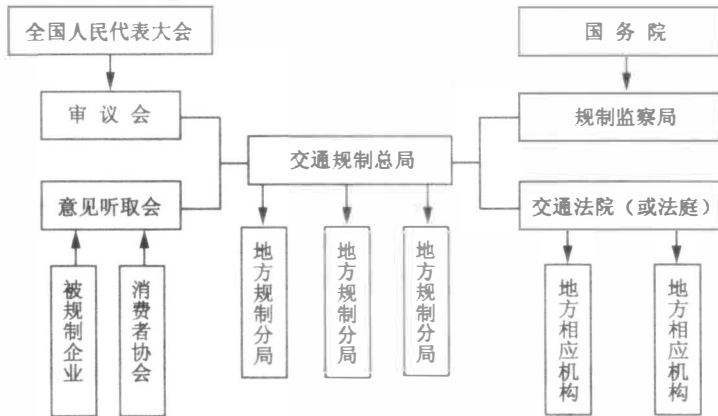 全国人民代表大会
国务院
审议会
规制监察局
交通规制总局
意见听取会
交通法院（或法庭）
地方规制分局
地方规制分局
地方规制分局
被规制企业
消费者协会
地方相应机构
地方相应机构